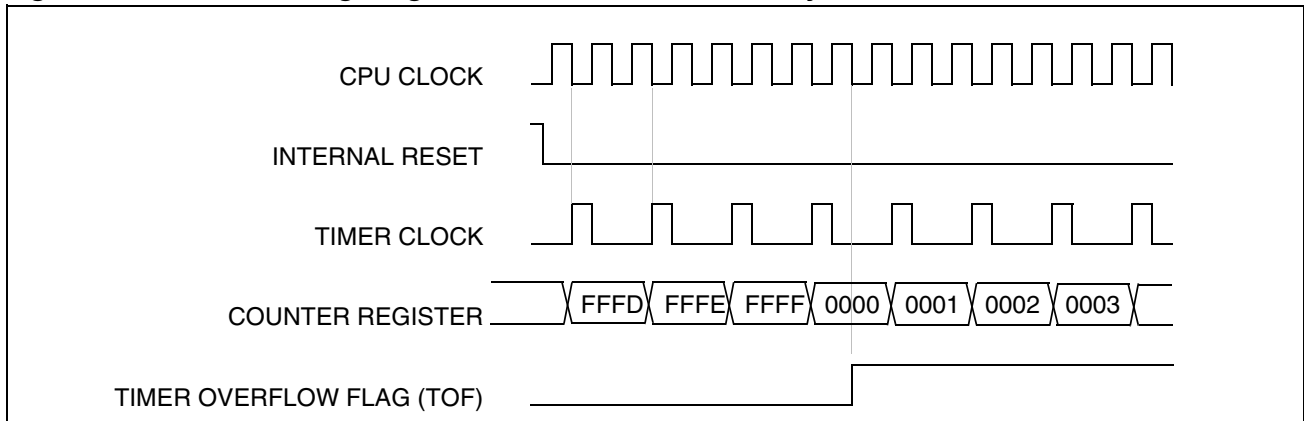 CPU CLOCK
INTERNAL RESET
TIMER CLOCK
COUNTER REGISTER FFFD FFFE FFFF 0000 0001 0002 0003
TIMER OVERFLOW FLAG (TOF)